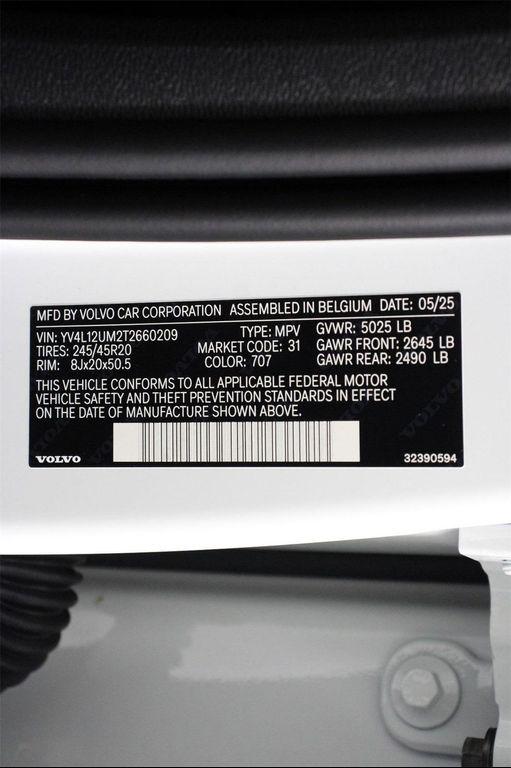 MFD BY VOLVO CAR CORPORATION ASSEMBLED IN BELGIUM DATE: 05/25
VIN: YV4L12UM2T2660209 TYPE: MPV GVWR: 5025 LB
TIRES: 245/45R20 MARKET CODE: 31 GAWR FRONT: 2645 LB
RIM: 8Jx20x50.5 COLOR: 707 GAWR REAR: 2490 LB
THIS VEHICLE CONFORMS TO ALL APPLICABLE FEDERAL MOTOR
VEHICLE SAFETY AND THEFT PREVENTION STANDARDS IN EFFECT
ON THE DATE OF MANUFACTURE SHOWN ABOVE.
VOLVO 32390594